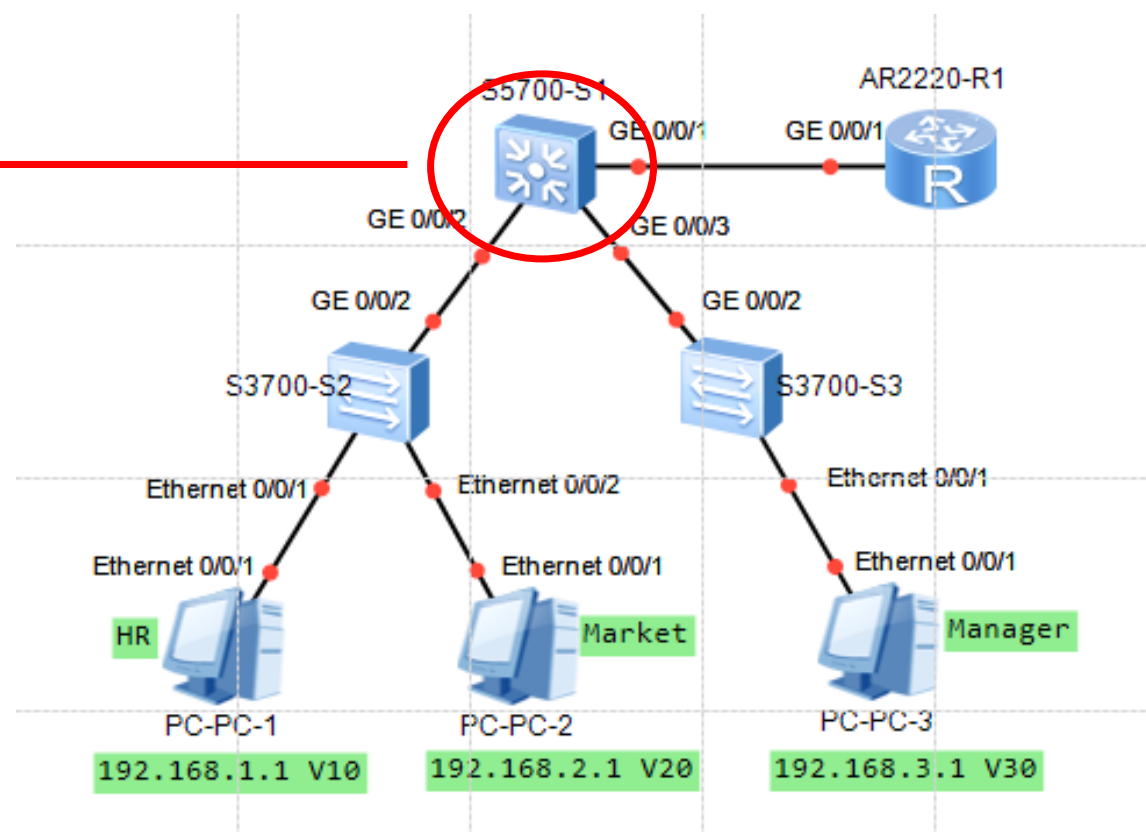 S5700-S1
AR2220-R1
GE 0/0/1
GE 0/0/1
GE 0/0/2
GE 0/0/3
GE 0/0/2
GE 0/0/2
S3700-S2
S3700-S3
Ethernet 0/0/1
Ethernet 0/0/2
Ethernet 0/0/1
Ethernet 0/0/1
Ethernet 0/0/1
Ethernet 0/0/1
HR
Market
Manager
R
PC-PC-1
PC-PC-2
PC-PC-3
192.168.1.1 V10
192.168.2.1 V20
192.168.3.1 V30